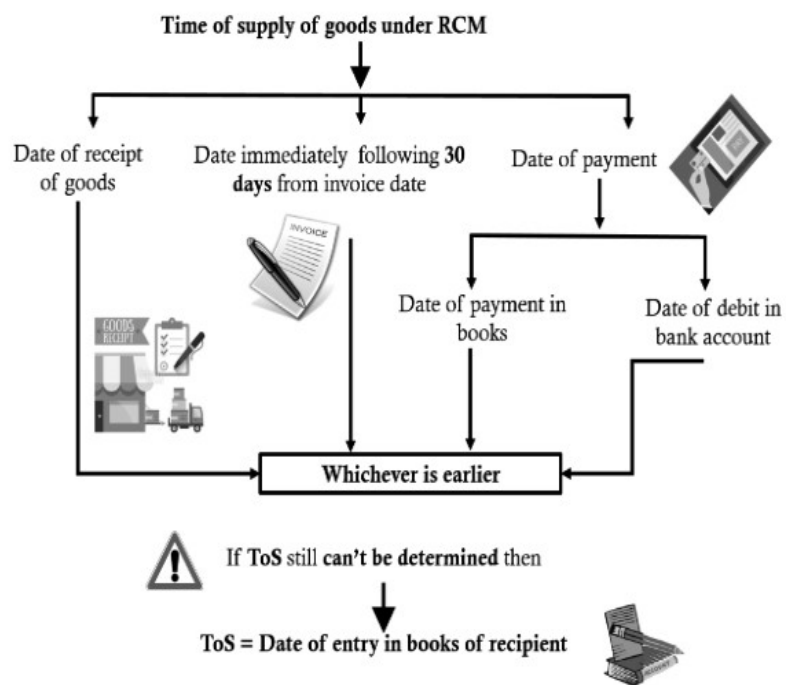 Time of supply of goods under RCM
Date of receipt
of goods
Date immediately following 30
days from invoice date
Date of payment
INVOICE
GOODS
RECEIPT
Date of payment in
books
Date of debit in
bank account
Whichever is earlier
If ToS still can't be determined then
ToS = Date of entry in books of recipient